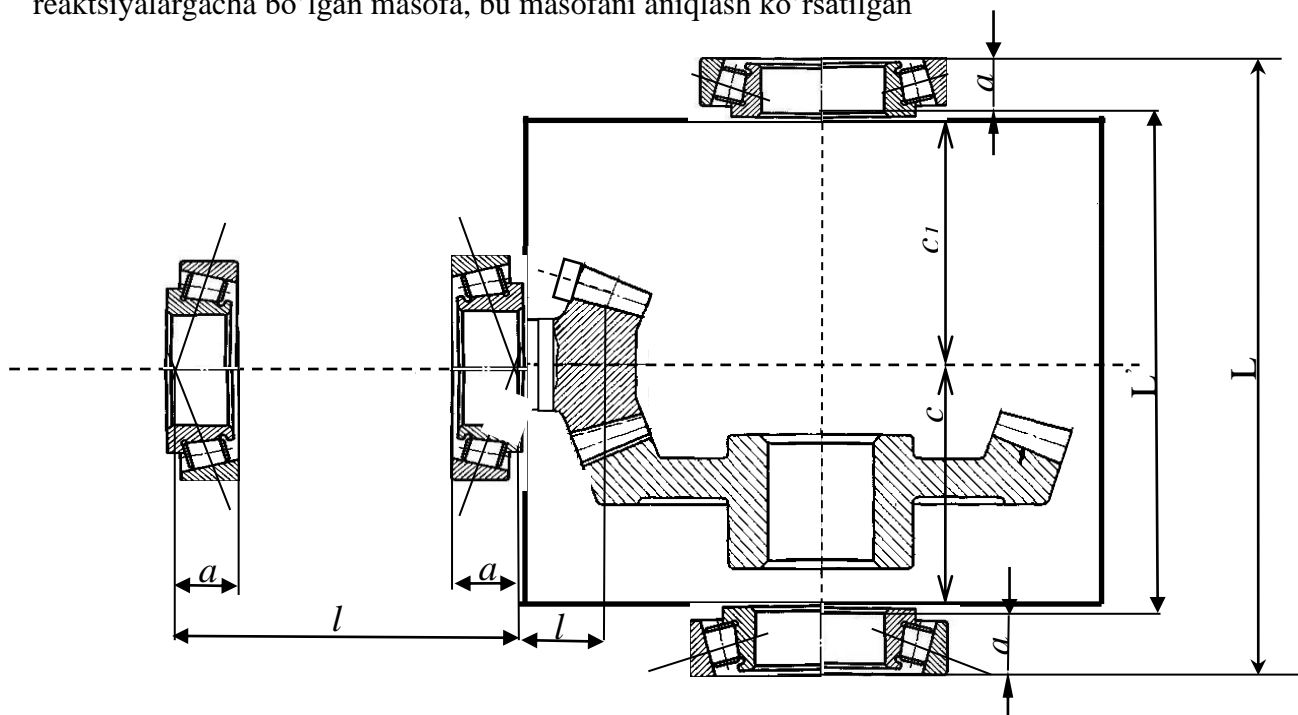 reaktsiyalargacha bo'lgan masofa, bu masofani aniqlash ko'rsatilgan
a
c1
L'
L
c
a
a
l
l
a